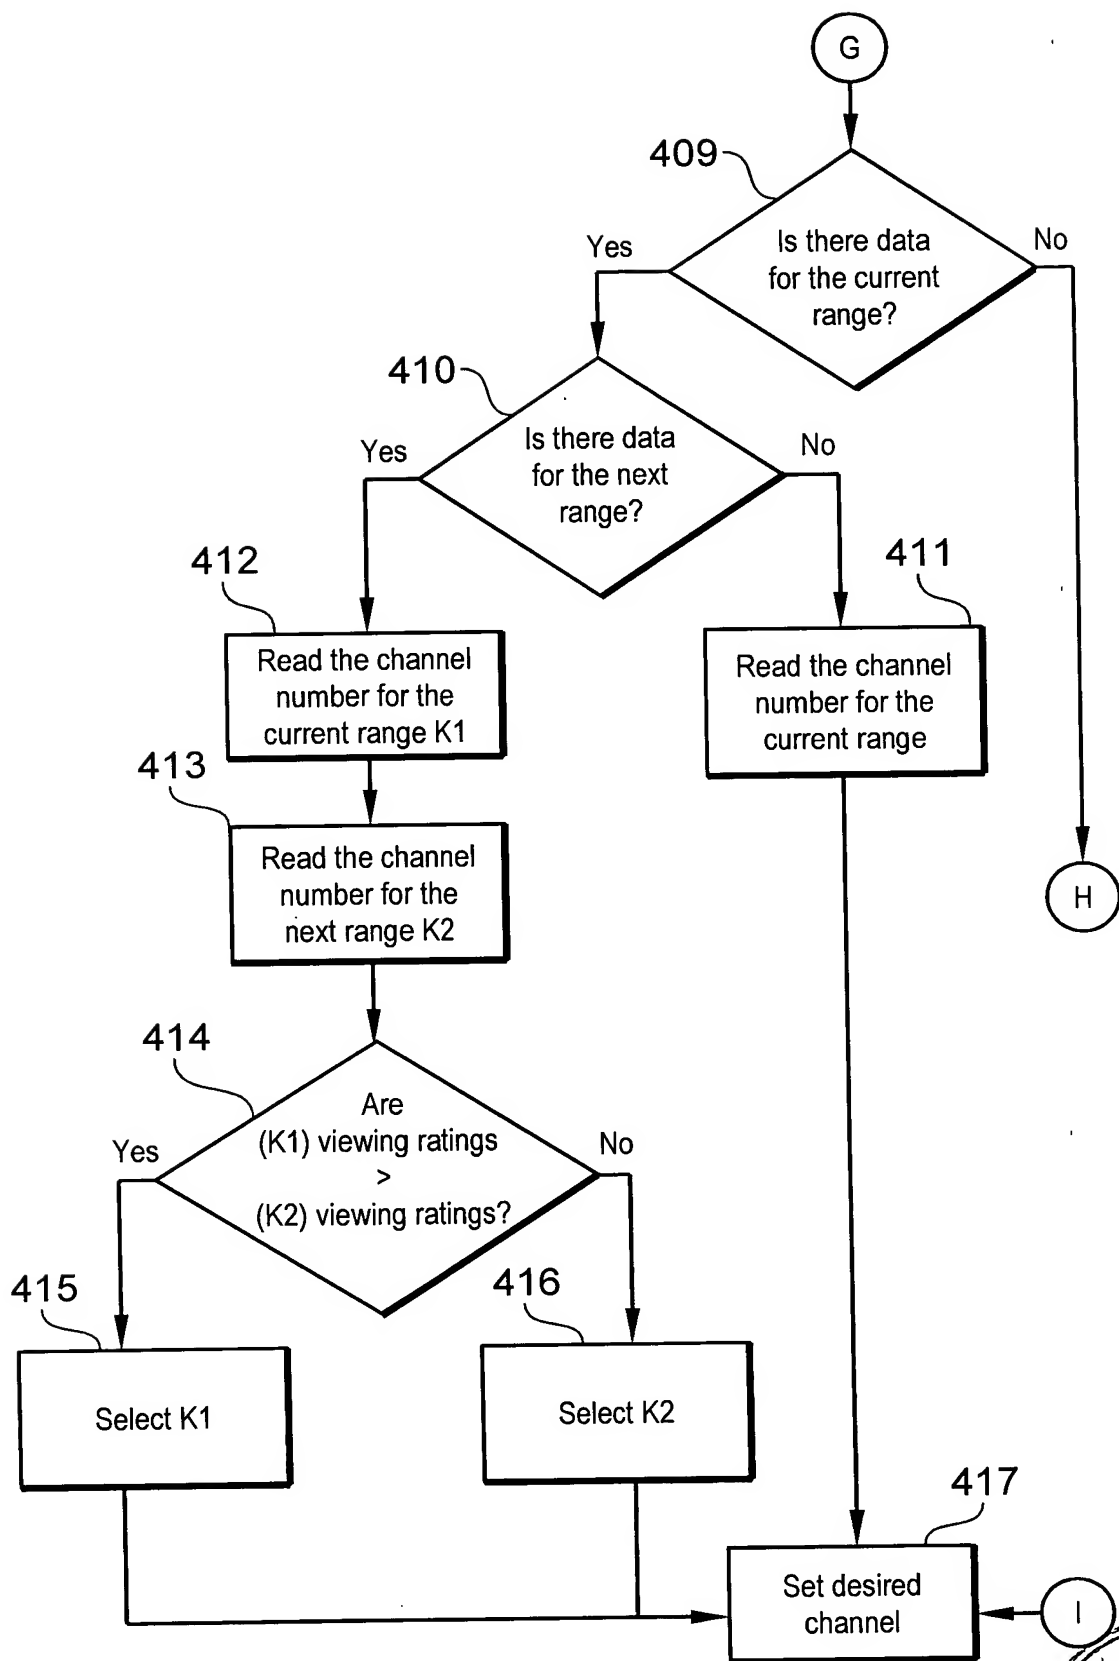 G
409
Is there data
for the current
range?
Yes
No
410
Is there data
for the next
range?
Yes
No
412
Read the channel
number for the
current range K1
411
Read the channel
number for the
current range
413
Read the channel
number for the
next range K2
H
414
Are
(K1) viewing ratings
>
(K2) viewing ratings?
Yes
No
415
Select K1
416
Select K2
417
Set desired
channel
I